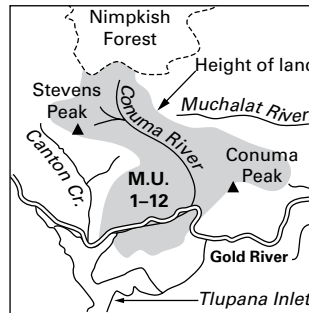 Nimpkish
Forest
Height of land
Stevens
Peak
Conuma River
Muchalat River
Canton Cr.
Conuma
Peak
M.U.
1–12
Gold River
Tlupana Inlet